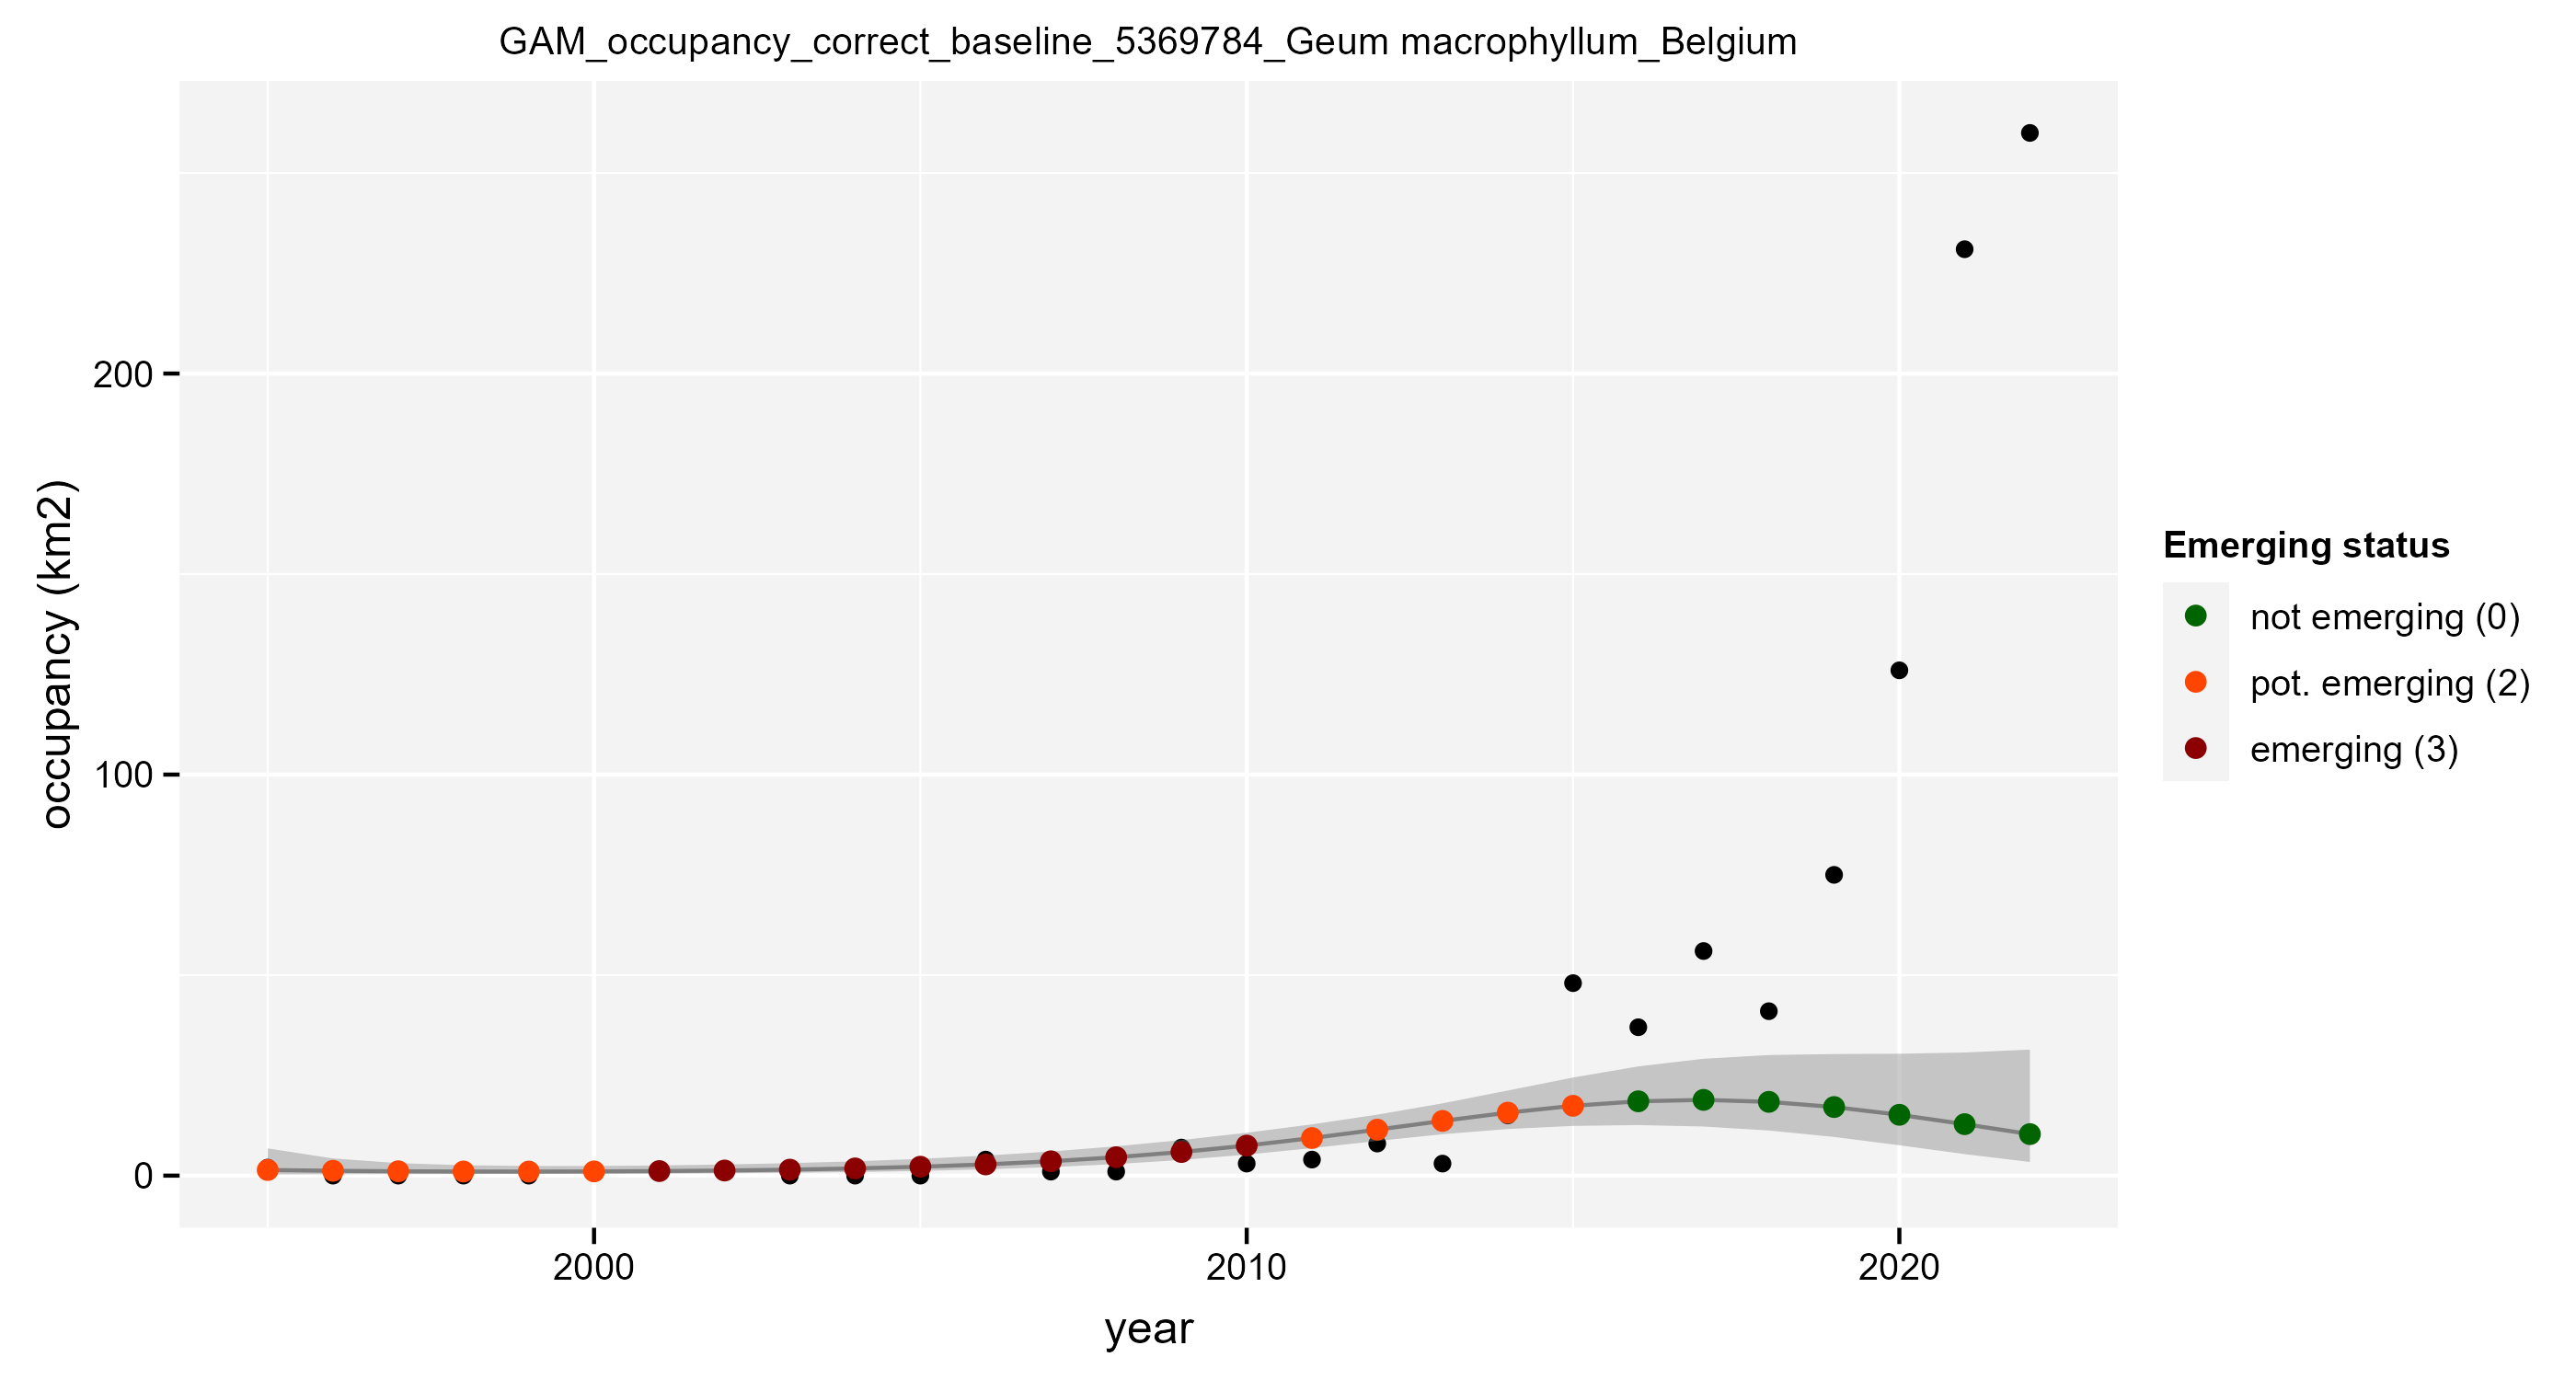 GAM_occupancy_correct_baseline_5369784_Geum macrophyllum_Belgium
occupancy (km2)
200
100
0
2000
2010
2020
year
Emerging status
not emerging (0)
pot. emerging (2)
emerging (3)